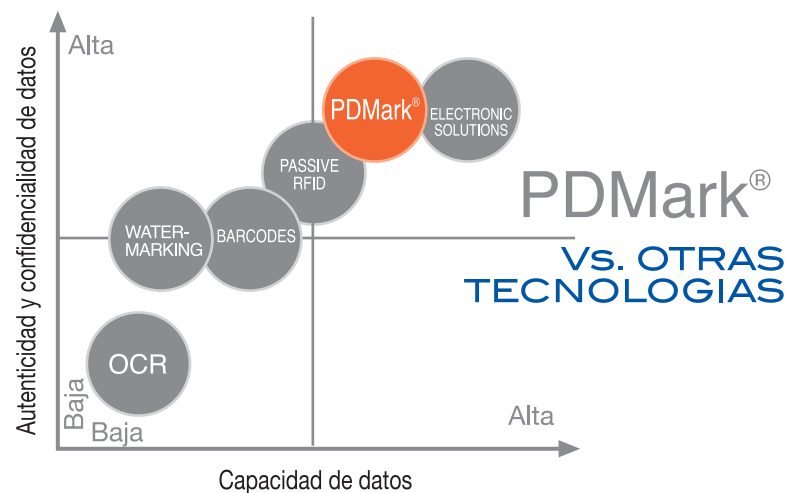 Autenticidad y confidencialidad de datos
Alta
PDMark®
ELECTRONIC
SOLUTIONS
PASSIVE
RFID
PDMark®
WATER-
MARKING
BARCODES
Vs. OTRAS
TECNOLOGIAS
OCR
Baja
Baja
Alta
Capacidad de datos